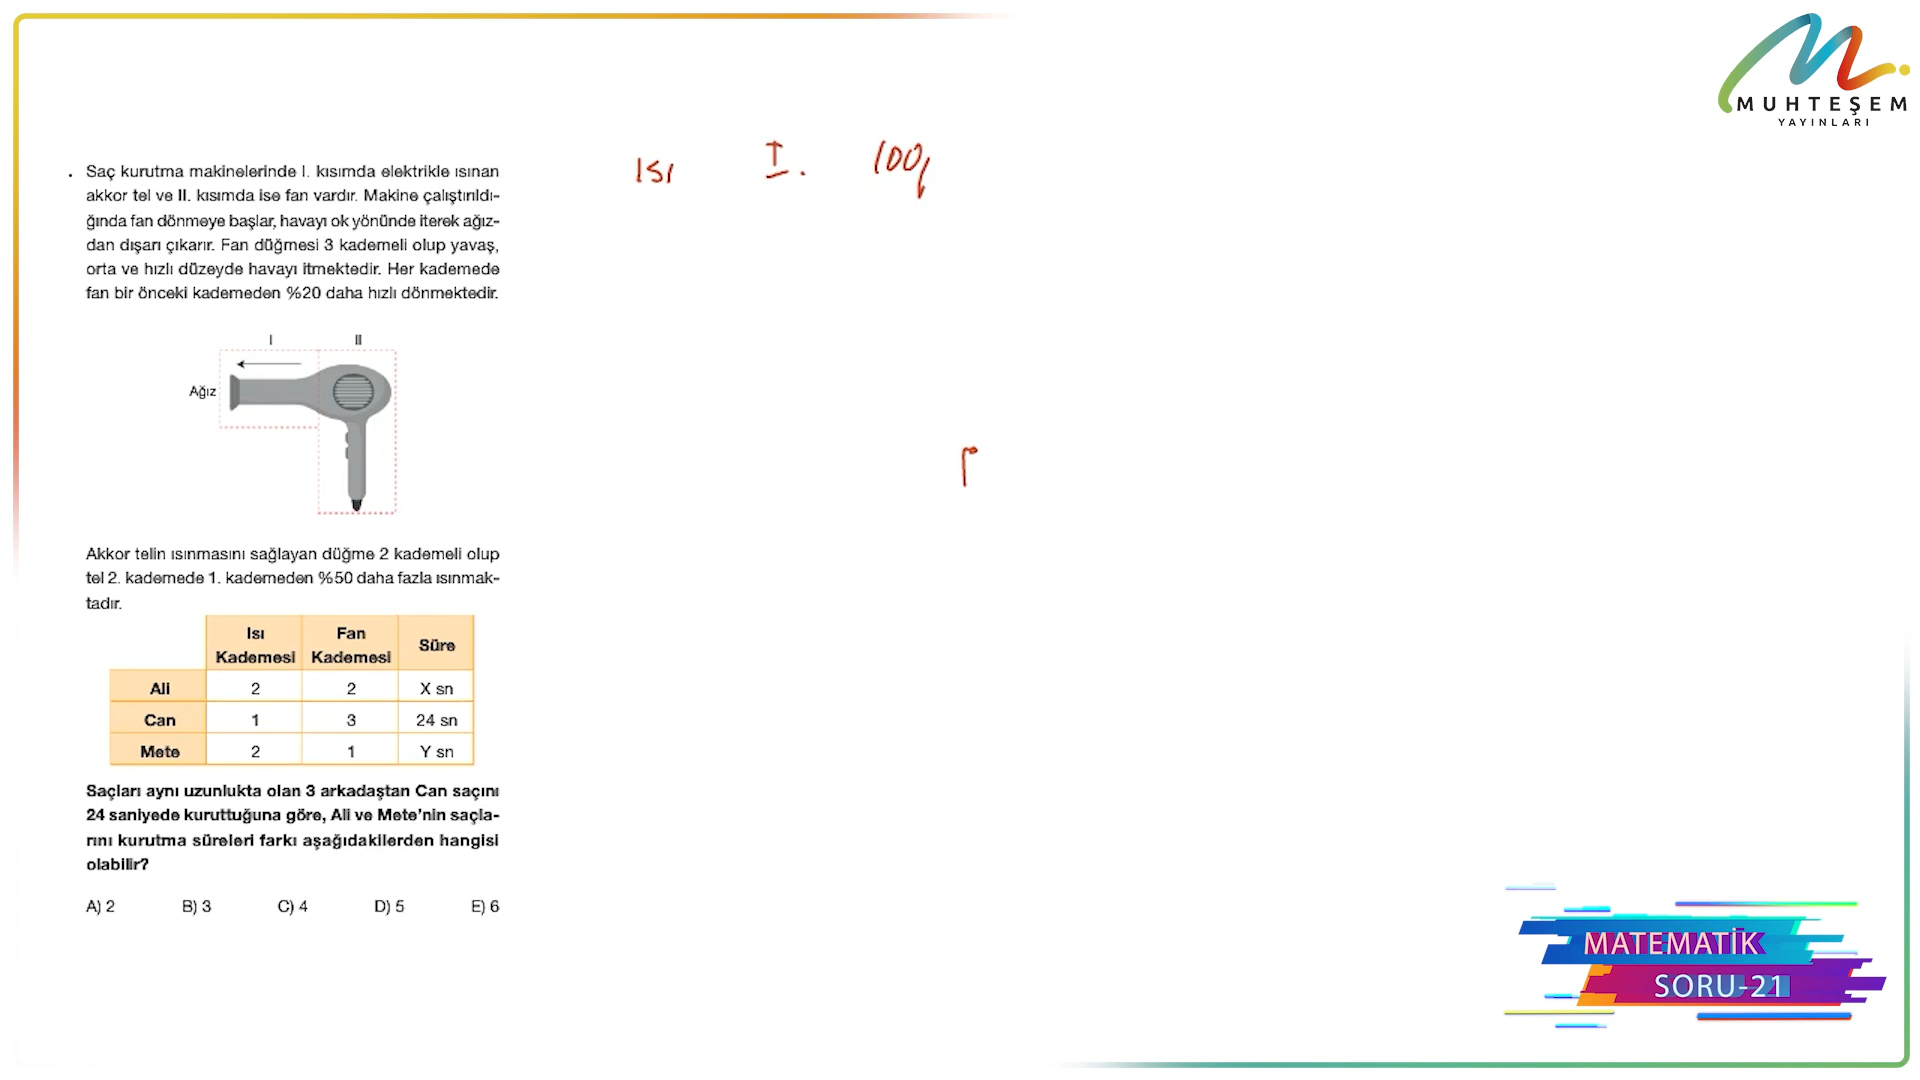 MUHTEŞEM
YAYINLARI
. Saç kurutma makinelerinde I. kısımda elektrikle ısınan
akkor tel ve II. kısımda ise fan vardır. Makine çalıştırıldı-
ğında fan dönmeye başlar, havayı ok yönünde iterek ağız-
dan dışarı çıkarır. Fan düğmesi 3 kademeli olup yavaş,
orta ve hızlı düzeyde havayı itmektedir. Her kademede
fan bir önceki kademeden %20 daha hızlı dönmektedir.
ISI I. 100q
I II
Ağız
Akkor telin ısınmasını sağlayan düğme 2 kademeli olup
tel 2. kademede 1. kademeden %50 daha fazla ısınmak-
tadır.
Isı Kademesi Fan Kademesi Süre
Ali 2 2 X sn
Can 1 3 24 sn
Mete 2 1 Y sn
Saçları aynı uzunlukta olan 3 arkadaştan Can saçını
24 saniyede kuruttuğuna göre, Ali ve Mete'nin saçla-
rını kurutma süreleri farkı aşağıdakilerden hangisi
olabilir?
A) 2 B) 3 C) 4 D) 5 E) 6
MATEMATİK
SORU-21